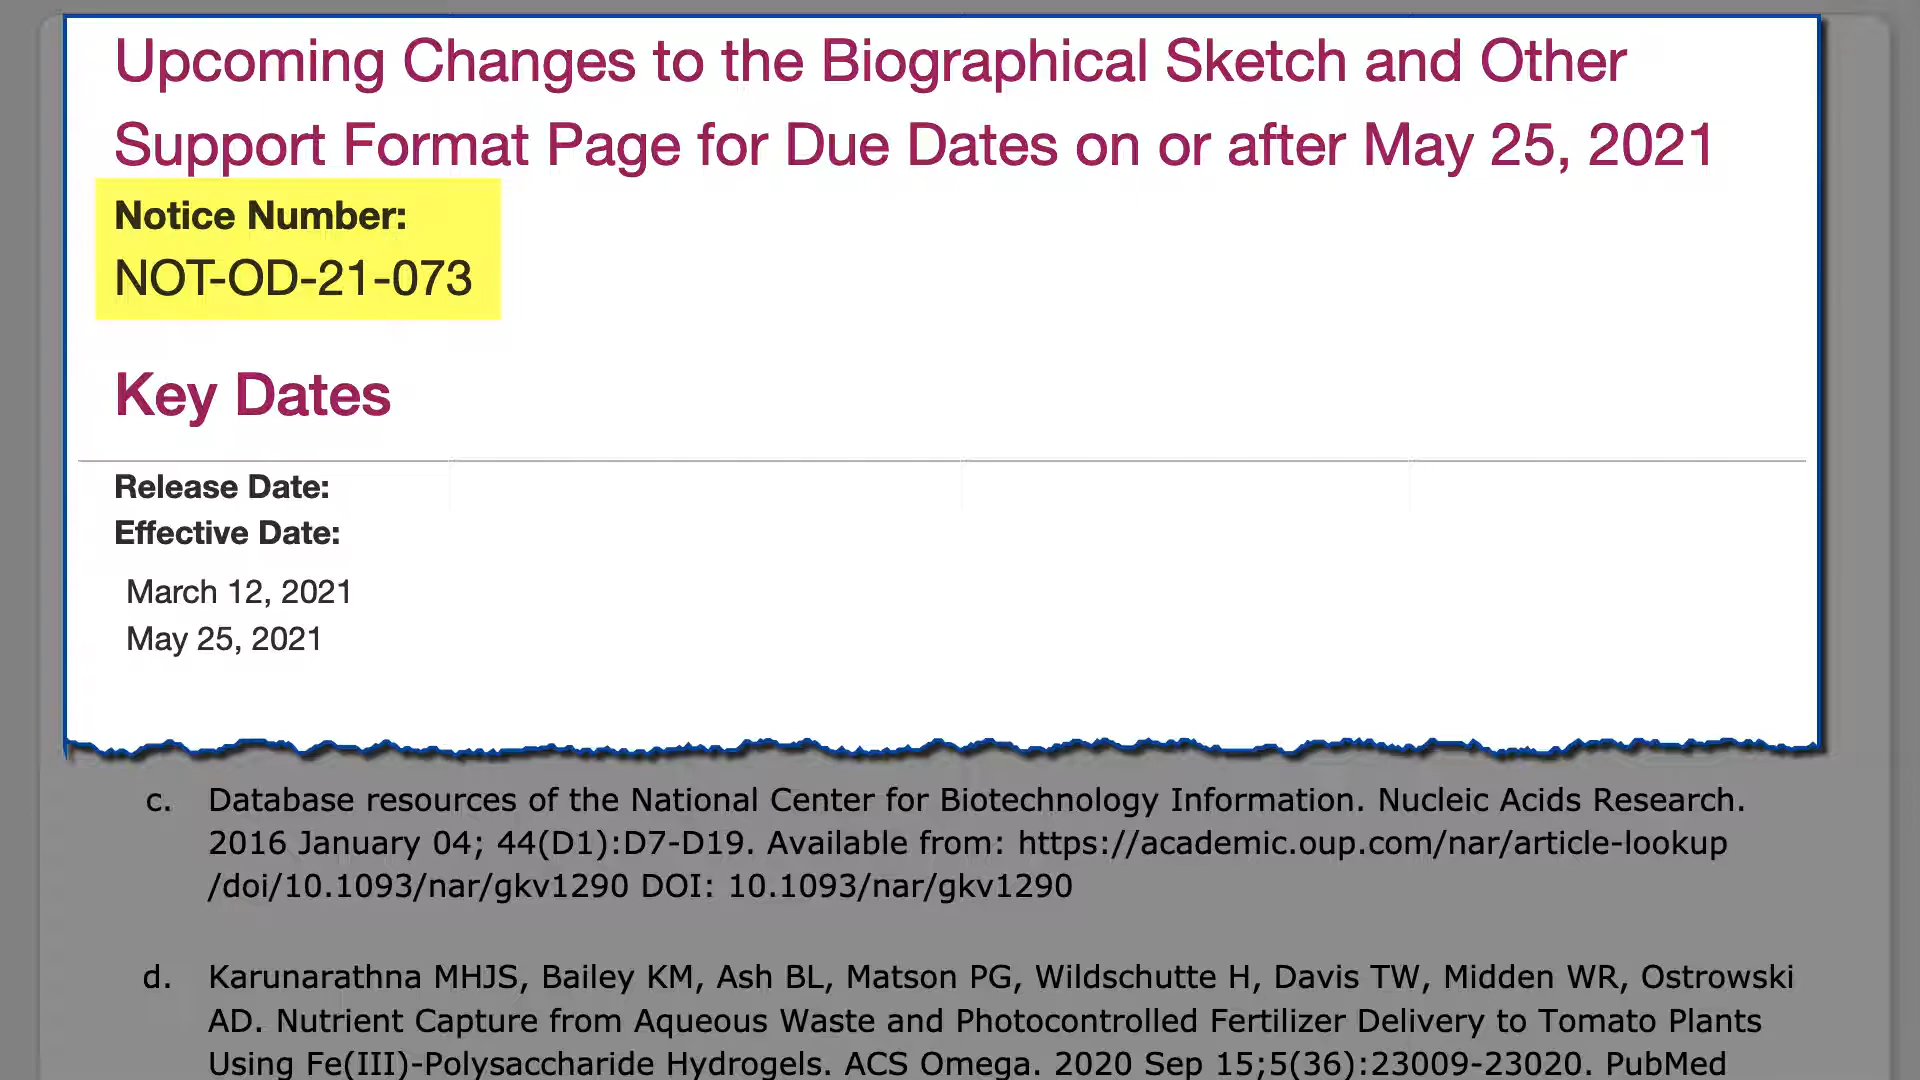 Upcoming Changes to the Biographical Sketch and Other
Support Format Page for Due Dates on or after May 25, 2021
Notice Number:
NOT-OD-21-073
Key Dates
Release Date:
Effective Date:
March 12, 2021
May 25, 2021
c. Database resources of the National Center for Biotechnology Information. Nucleic Acids Research.
2016 January 04; 44(D1):D7-D19. Available from: https://academic.oup.com/nar/article-lookup
/doi/10.1093/nar/gkv1290 DOI: 10.1093/nar/gkv1290
d. Karunarathna MHJS, Bailey KM, Ash BL, Matson PG, Wildschutte H, Davis TW, Midden WR, Ostrowski
AD. Nutrient Capture from Aqueous Waste and Photocontrolled Fertilizer Delivery to Tomato Plants
Using Fe(III)-Polysaccharide Hydrogels. ACS Omega. 2020 Sep 15;5(36):23009-23020. PubMed